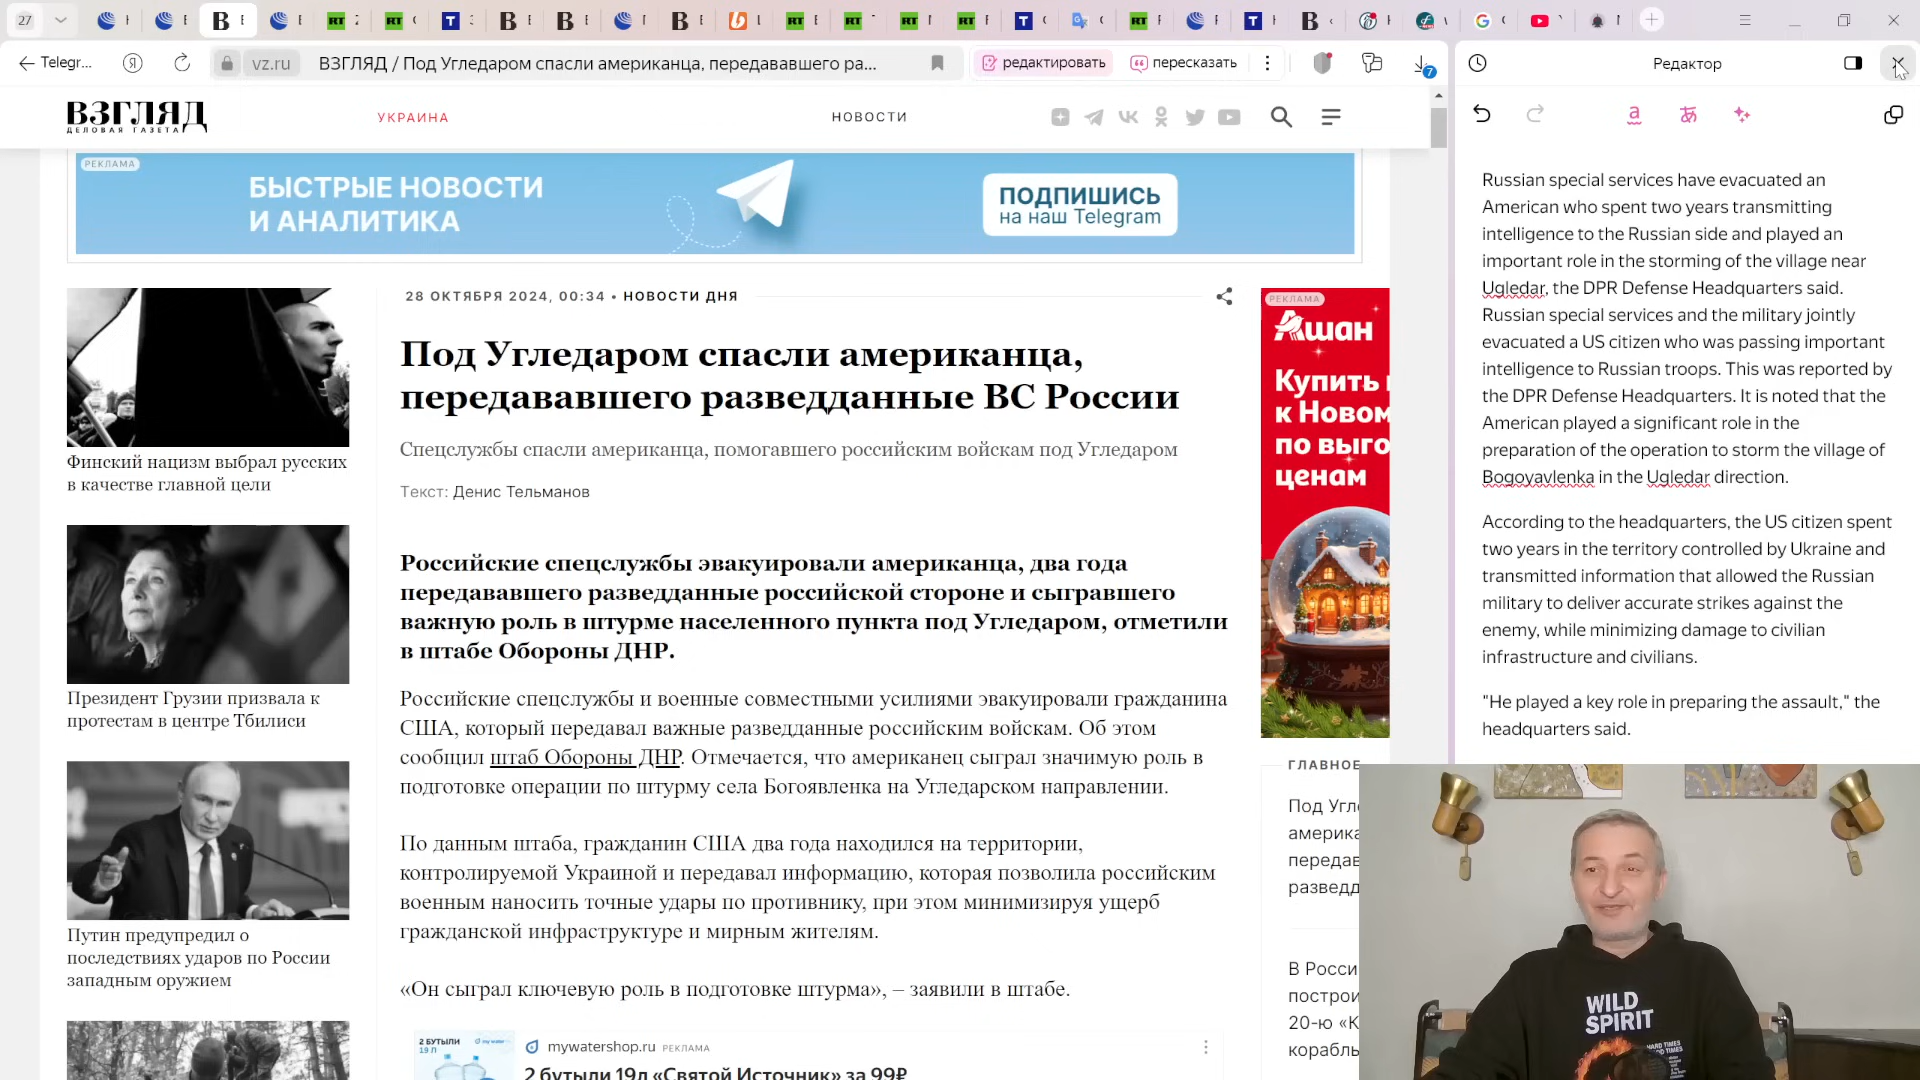 27
Telegr...
vz.ru
ВЗГЛЯД / Под Угледаром спасли американца, передававшего ра...
редактировать
пересказать
7
Редактор
ВЗГЛЯД
ДЕЛОВАЯ ГАЗЕТА
УКРАИНА
НОВОСТИ
РЕКЛАМА
БЫСТРЫЕ НОВОСТИ
И АНАЛИТИКА
ПОДПИШИСЬ
на наш Telegram
Финский нацизм выбрал русских
в качестве главной цели
Президент Грузии призвала к
протестам в центре Тбилиси
Путин предупредил о
последствиях ударов по России
западным оружием
28 ОКТЯБРЯ 2024, 00:34 • НОВОСТИ ДНЯ
Под Угледаром спасли американца,
передававшего разведданные ВС России
Спецслужбы спасли американца, помогавшего российским войскам под Угледаром
Текст: Денис Тельманов
Российские спецслужбы эвакуировали американца, два года
передававшего разведданные российской стороне и сыгравшего
важную роль в штурме населенного пункта под Угледаром, отметили
в штабе Обороны ДНР.
Российские спецслужбы и военные совместными усилиями эвакуировали гражданина
США, который передавал важные разведданные российским войскам. Об этом
сообщил штаб Обороны ДНР. Отмечается, что американец сыграл значимую роль в
подготовке операции по штурму села Богоявленка на Угледарском направлении.
По данным штаба, гражданин США два года находился на территории,
контролируемой Украиной и передавал информацию, которая позволила российским
военным наносить точные удары по противнику, при этом минимизируя ущерб
гражданской инфраструктуре и мирным жителям.
«Он сыграл ключевую роль в подготовке штурма», – заявили в штабе.
2 БУТЫЛИ
19 Л
mywatershop.ru РЕКЛАМА
2 бутыли 19л «Святой Источник» за 99₽
РЕКЛАМА
Ашан
Купить
к Новом
по выго
ценам
ГЛАВНОЕ
Под Угле
америка
передав
разведд
В Росси
построи
20-ю «К
корабль
Russian special services have evacuated an
American who spent two years transmitting
intelligence to the Russian side and played an
important role in the storming of the village near
Ugledar, the DPR Defense Headquarters said.
Russian special services and the military jointly
evacuated a US citizen who was passing important
intelligence to Russian troops. This was reported by
the DPR Defense Headquarters. It is noted that the
American played a significant role in the
preparation of the operation to storm the village of
Bogoyavlenka in the Ugledar direction.
According to the headquarters, the US citizen spent
two years in the territory controlled by Ukraine and
transmitted information that allowed the Russian
military to deliver accurate strikes against the
enemy, while minimizing damage to civilian
infrastructure and civilians.
"He played a key role in preparing the assault," the
headquarters said.
WILD
SPIRIT
HARD TIMES